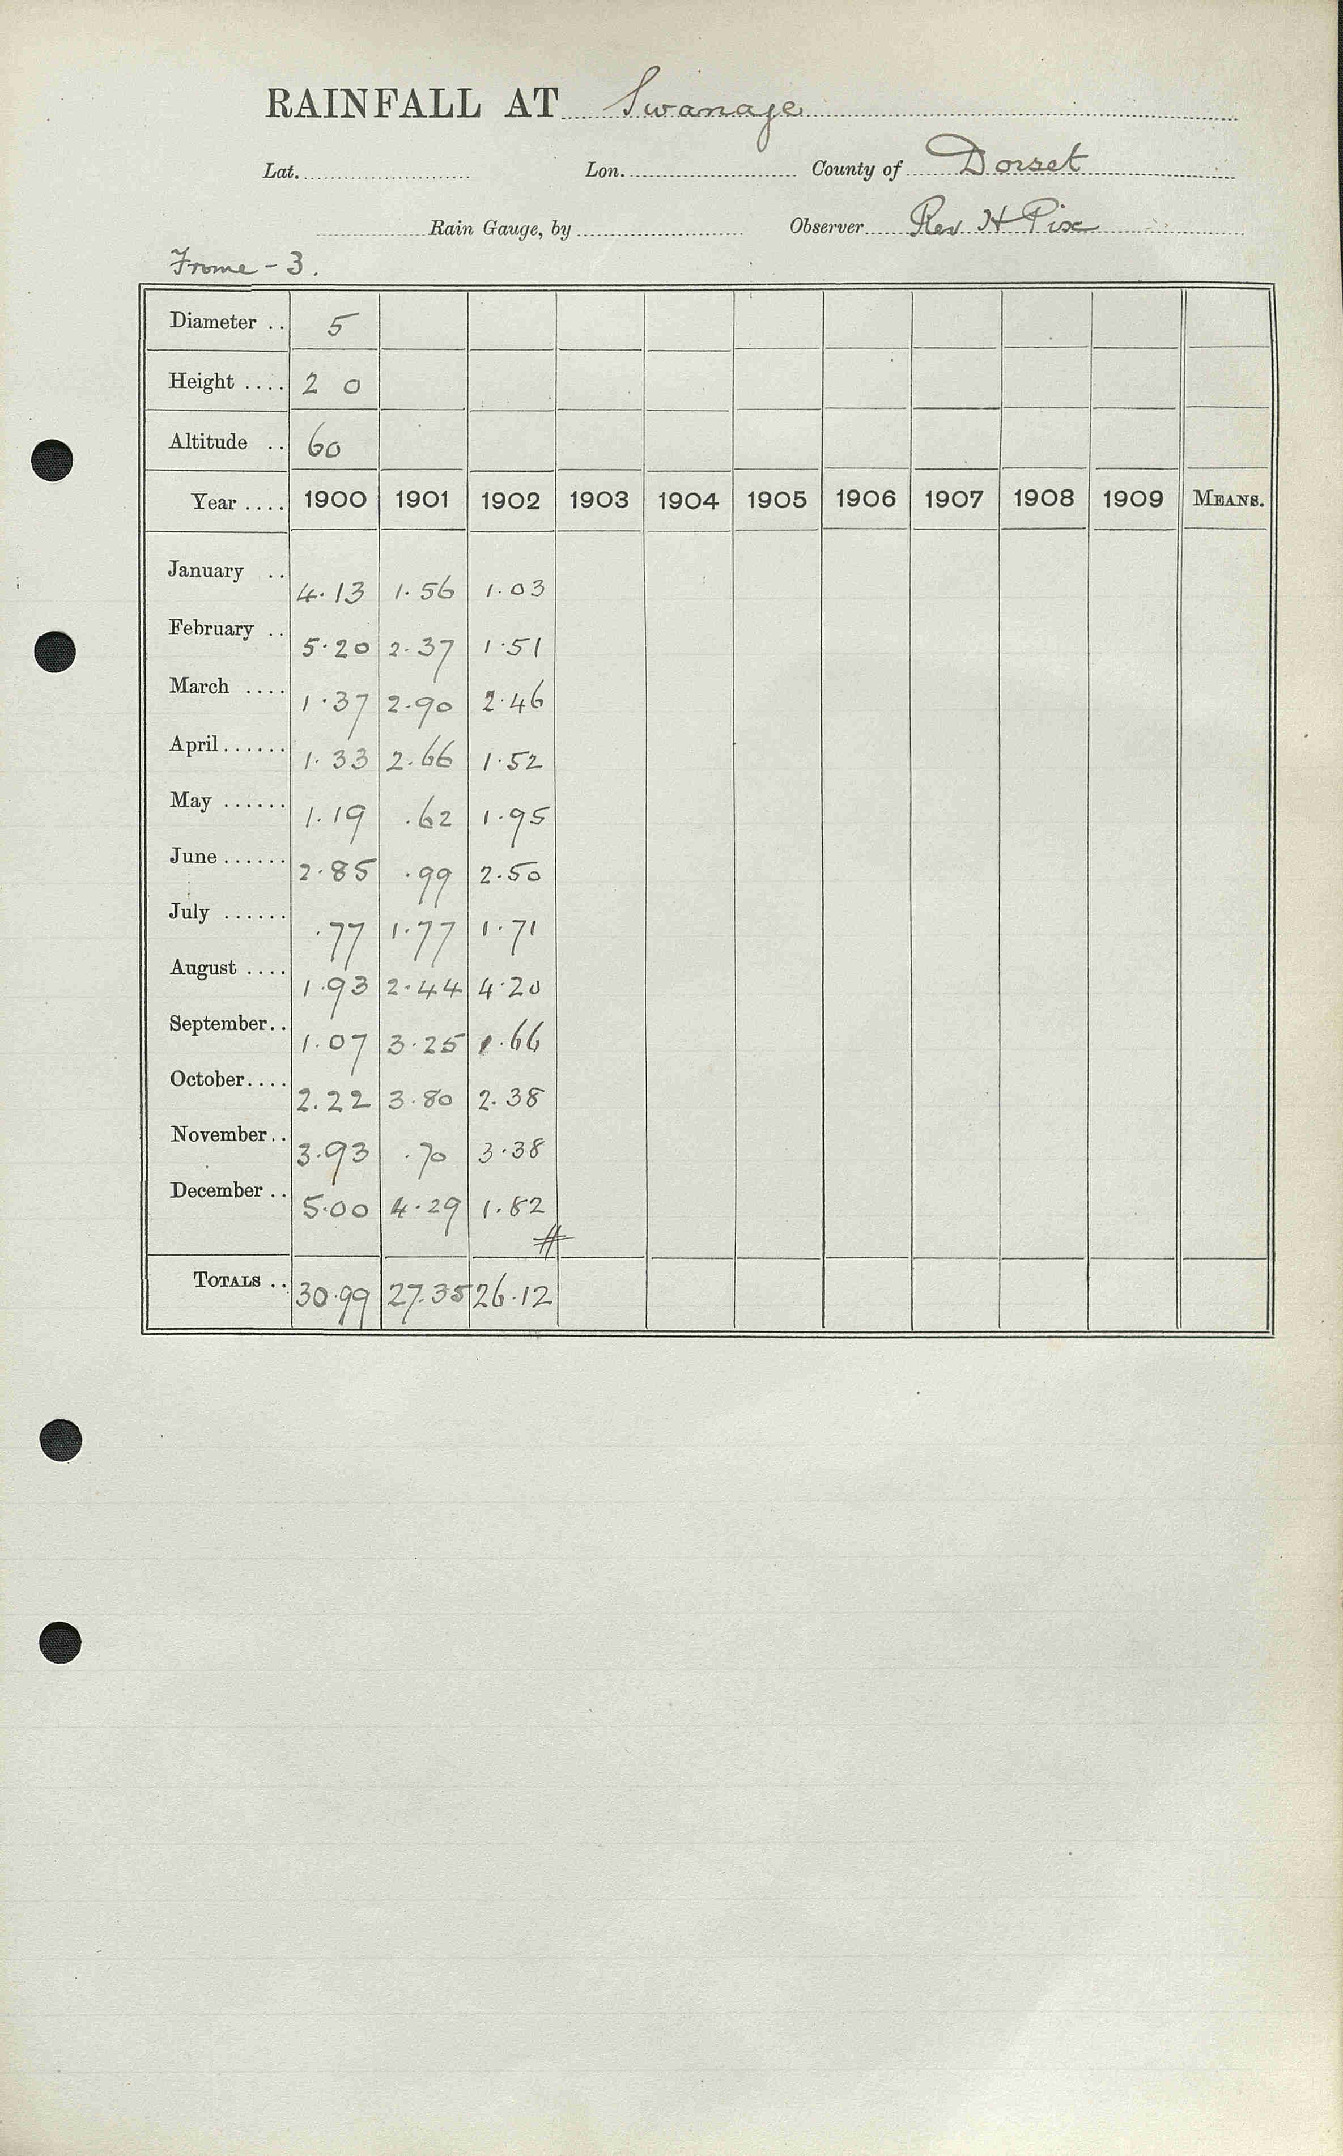 RAINFALL AT Swanage
Lat. Lon. County of Dorset
Rain Gauge, by Observer Rev H Pix
Frome - 3.
Diameter .. 5
Height .... 2 0
Altitude .. 60
Year .... 1900 1901 1902 1903 1904 1905 1906 1907 1908 1909 MEANS.
January .. 4.13 1.56 1.03
February .. 5.20 2.37 1.51
March .... 1.37 2.90 2.46
April ...... 1.33 2.66 1.52
May ...... 1.19 .62 1.95
June ...... 2.85 .99 2.50
July ...... .77 1.77 1.71
August .... 1.93 2.44 4.20
September.. 1.07 3.25 1.66
October.... 2.22 3.80 2.38
November.. 3.93 .70 3.38
December .. 5.00 4.29 1.82
#
TOTALS .. 30.99 27.35 26.12